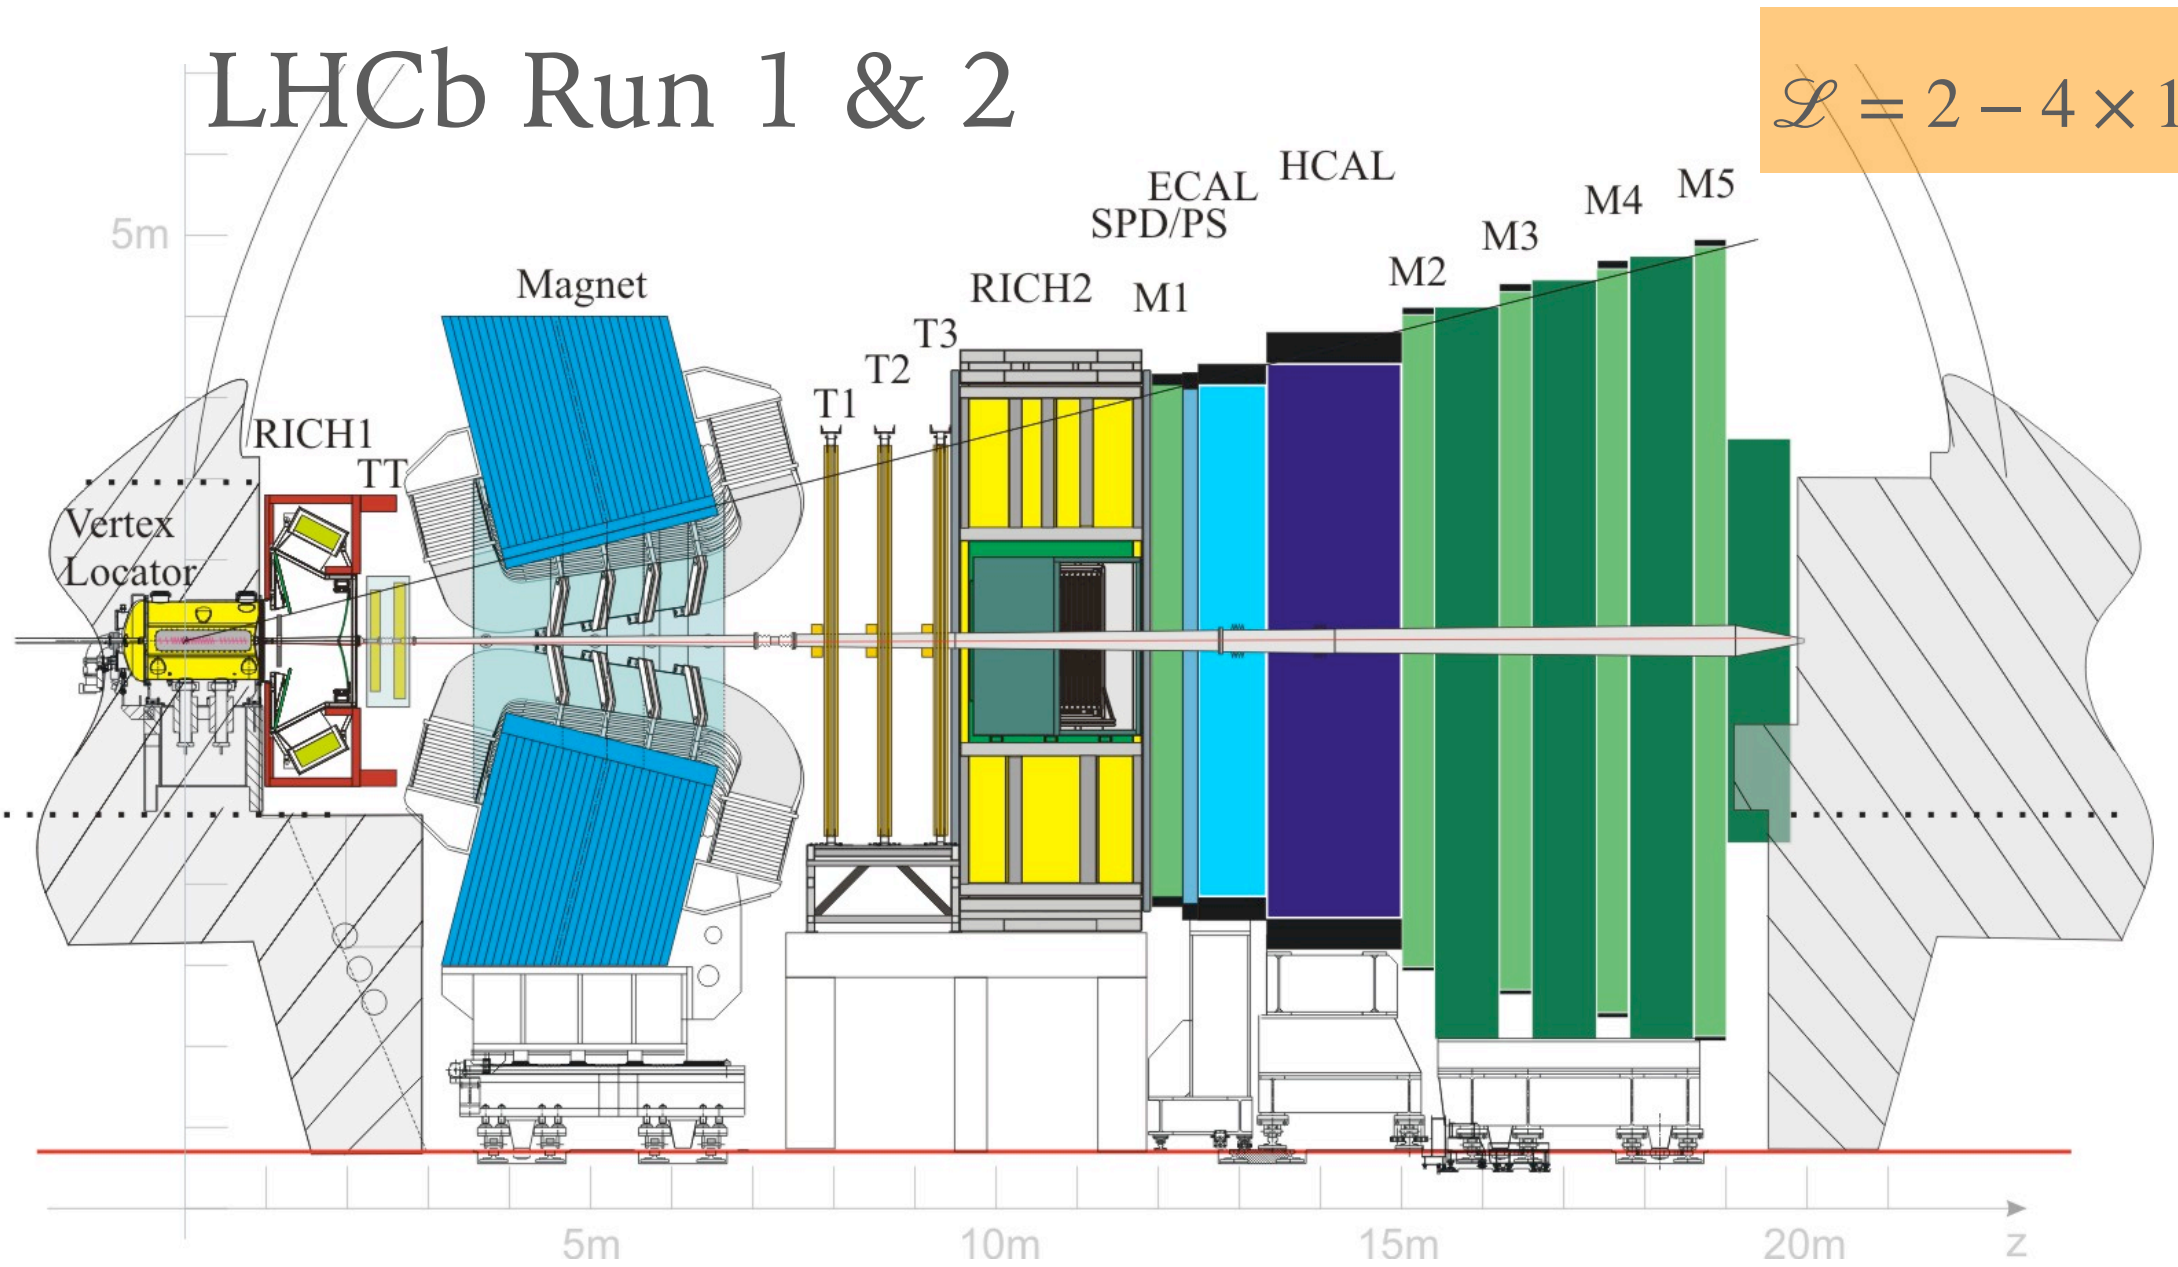 LHCb Run 1 & 2
ℒ = 2 − 4 × 1
HCAL
ECAL
SPD/PS
M5
M4
M3
M2
5m
Magnet
RICH2
M1
T3
T2
T1
RICH1
TT
Vertex
Locator
5m
10m
15m
20m
z